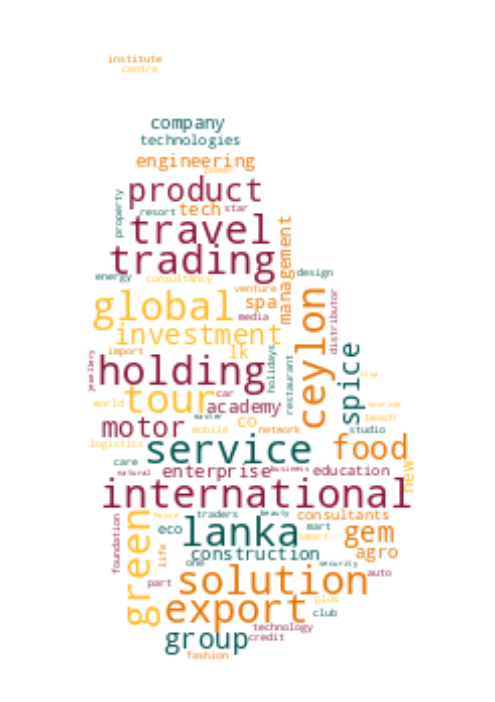 institute
centre
company
technologies
engineering
power
product
property
resort tech star
travel
trading
management
energy consultancy design
venture
global spa
media
investment
ceylon
distributor
import lk
jewellery
holding
holidays
restaurant
spice
visa
world tour car
academy
tourism
master
beach
motor co
mobile network studio
logistics service food
care
natural enterprise business education
new
international
green
foundation
house traders beauty consultants
eco lanka mart gem
smart
construction agro
life one security
part solution auto
export plus
club
technology
group credit
fashion